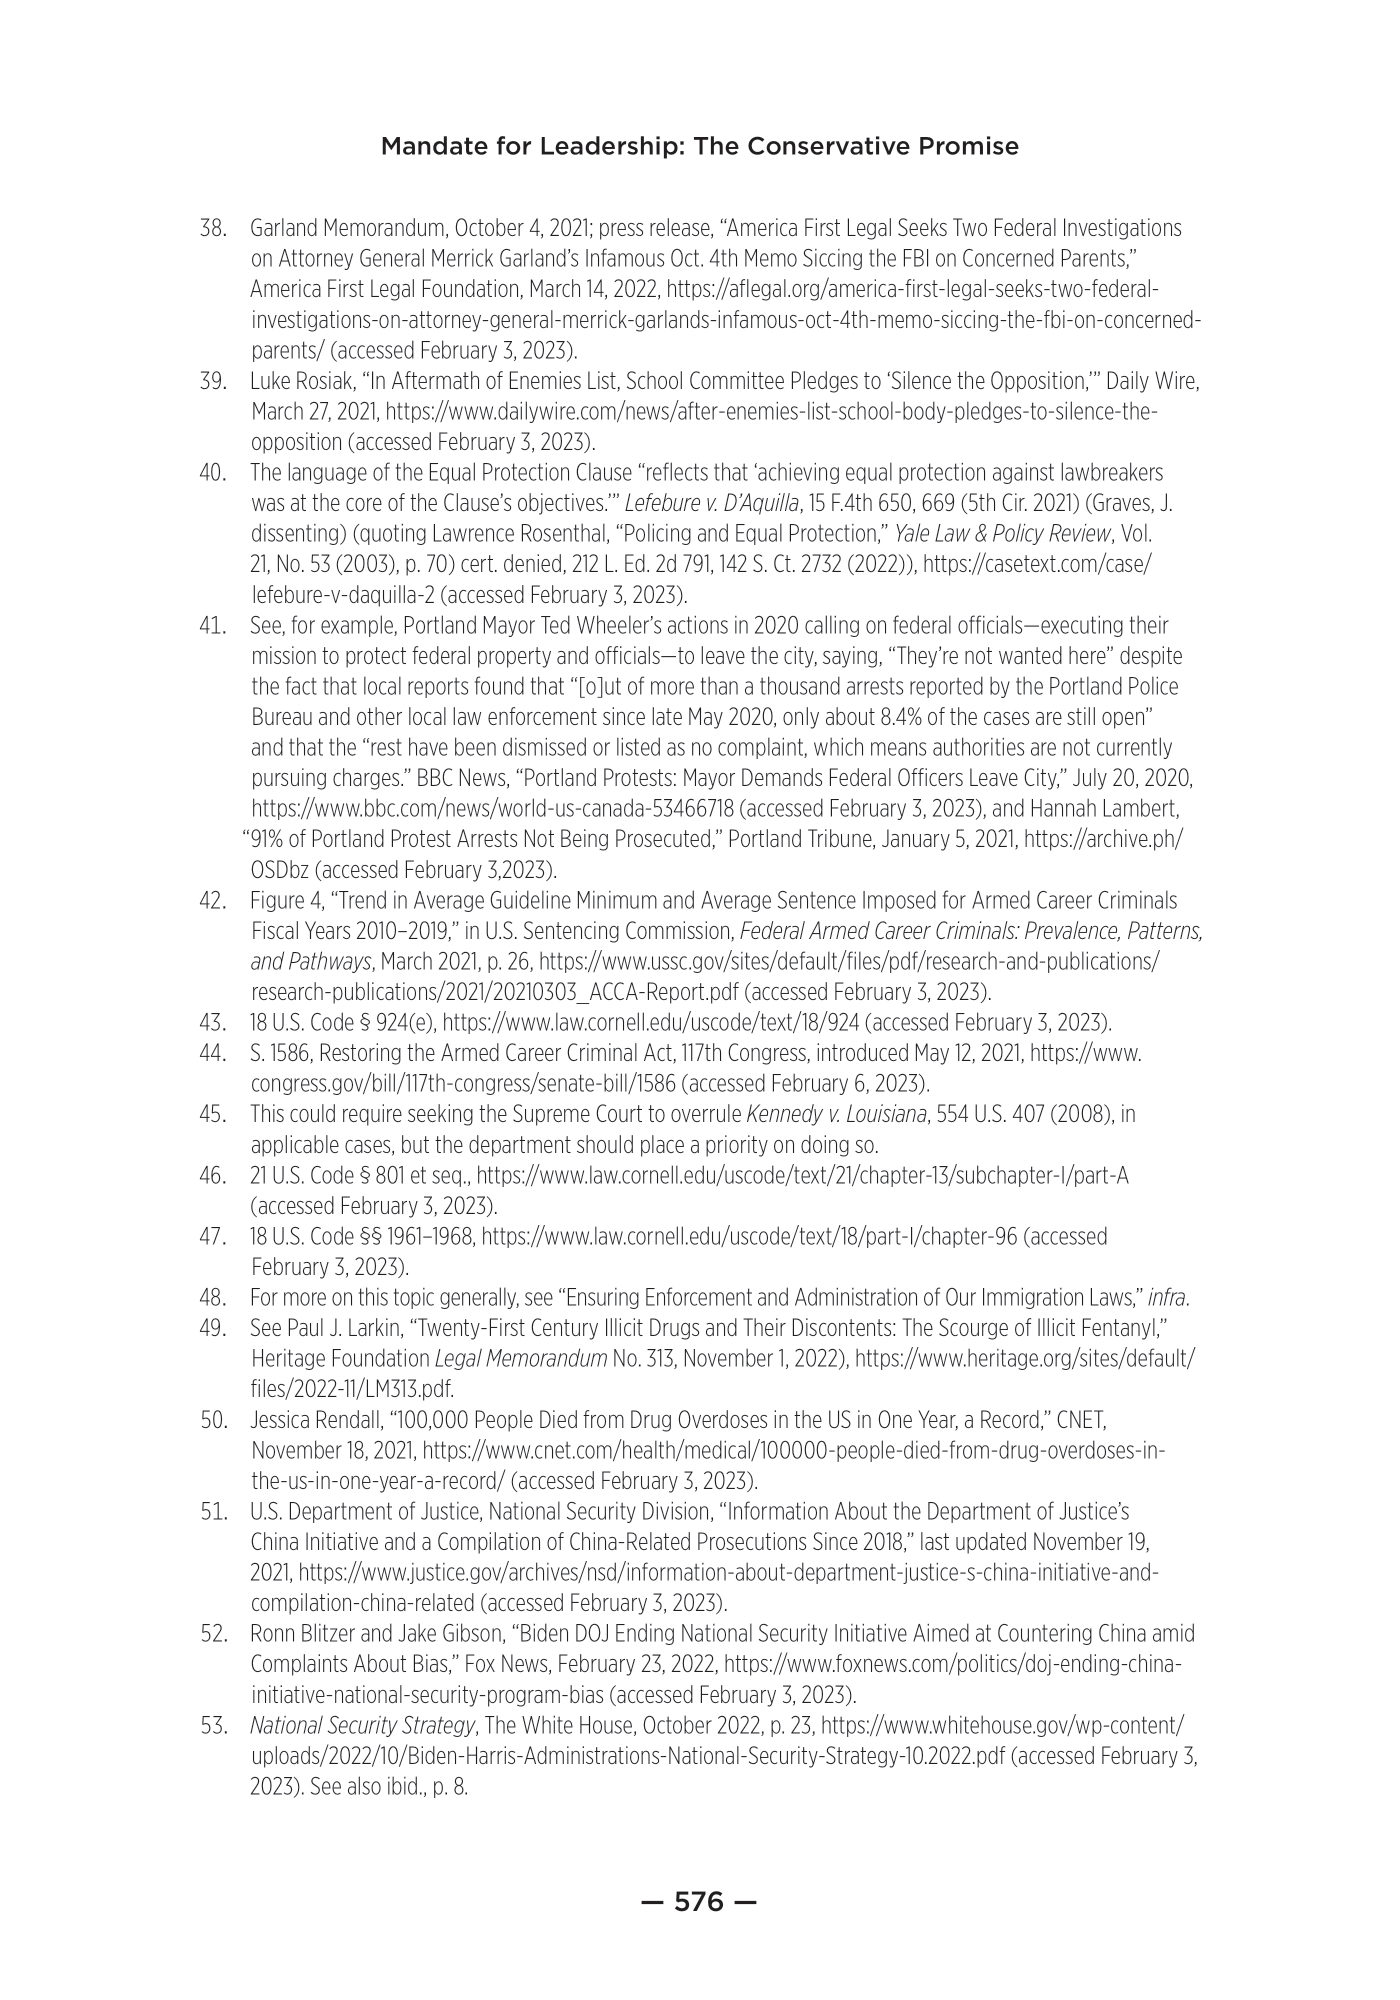 Mandate for Leadership: The Conservative Promise
38. Garland Memorandum, October 4, 2021; press release, “America First Legal Seeks Two Federal Investigations
on Attorney General Merrick Garland’s Infamous Oct. 4th Memo Siccing the FBI on Concerned Parents,”
America First Legal Foundation, March 14, 2022, https://aflegal.org/america-first-legal-seeks-two-federal-
investigations-on-attorney-general-merrick-garlands-infamous-oct-4th-memo-siccing-the-fbi-on-concerned-
parents/ (accessed February 3, 2023).
39. Luke Rosiak, “In Aftermath of Enemies List, School Committee Pledges to ‘Silence the Opposition,’” Daily Wire,
March 27, 2021, https://www.dailywire.com/news/after-enemies-list-school-body-pledges-to-silence-the-
opposition (accessed February 3, 2023).
40. The language of the Equal Protection Clause “reflects that ‘achieving equal protection against lawbreakers
was at the core of the Clause’s objectives.’” Lefebure v. D’Aquilla, 15 F.4th 650, 669 (5th Cir. 2021) (Graves, J.
dissenting) (quoting Lawrence Rosenthal, “Policing and Equal Protection,” Yale Law & Policy Review, Vol.
21, No. 53 (2003), p. 70) cert. denied, 212 L. Ed. 2d 791, 142 S. Ct. 2732 (2022)), https://casetext.com/case/
lefebure-v-daquilla-2 (accessed February 3, 2023).
41. See, for example, Portland Mayor Ted Wheeler’s actions in 2020 calling on federal officials—executing their
mission to protect federal property and officials—to leave the city, saying, “They’re not wanted here” despite
the fact that local reports found that “[o]ut of more than a thousand arrests reported by the Portland Police
Bureau and other local law enforcement since late May 2020, only about 8.4% of the cases are still open”
and that the “rest have been dismissed or listed as no complaint, which means authorities are not currently
pursuing charges.” BBC News, “Portland Protests: Mayor Demands Federal Officers Leave City,” July 20, 2020,
https://www.bbc.com/news/world-us-canada-53466718 (accessed February 3, 2023), and Hannah Lambert,
“91% of Portland Protest Arrests Not Being Prosecuted,” Portland Tribune, January 5, 2021, https://archive.ph/
OSDbz (accessed February 3,2023).
42. Figure 4, “Trend in Average Guideline Minimum and Average Sentence Imposed for Armed Career Criminals
Fiscal Years 2010–2019,” in U.S. Sentencing Commission, Federal Armed Career Criminals: Prevalence, Patterns,
and Pathways, March 2021, p. 26, https://www.ussc.gov/sites/default/files/pdf/research-and-publications/
research-publications/2021/20210303_ACCA-Report.pdf (accessed February 3, 2023).
43. 18 U.S. Code § 924(e), https://www.law.cornell.edu/uscode/text/18/924 (accessed February 3, 2023).
44. S. 1586, Restoring the Armed Career Criminal Act, 117th Congress, introduced May 12, 2021, https://www.
congress.gov/bill/117th-congress/senate-bill/1586 (accessed February 6, 2023).
45. This could require seeking the Supreme Court to overrule Kennedy v. Louisiana, 554 U.S. 407 (2008), in
applicable cases, but the department should place a priority on doing so.
46. 21 U.S. Code § 801 et seq., https://www.law.cornell.edu/uscode/text/21/chapter-13/subchapter-I/part-A
(accessed February 3, 2023).
47. 18 U.S. Code §§ 1961–1968, https://www.law.cornell.edu/uscode/text/18/part-I/chapter-96 (accessed
February 3, 2023).
48. For more on this topic generally, see “Ensuring Enforcement and Administration of Our Immigration Laws,” infra.
49. See Paul J. Larkin, “Twenty-First Century Illicit Drugs and Their Discontents: The Scourge of Illicit Fentanyl,”
Heritage Foundation Legal Memorandum No. 313, November 1, 2022), https://www.heritage.org/sites/default/
files/2022-11/LM313.pdf.
50. Jessica Rendall, “100,000 People Died from Drug Overdoses in the US in One Year, a Record,” CNET,
November 18, 2021, https://www.cnet.com/health/medical/100000-people-died-from-drug-overdoses-in-
the-us-in-one-year-a-record/ (accessed February 3, 2023).
51. U.S. Department of Justice, National Security Division, “Information About the Department of Justice’s
China Initiative and a Compilation of China-Related Prosecutions Since 2018,” last updated November 19,
2021, https://www.justice.gov/archives/nsd/information-about-department-justice-s-china-initiative-and-
compilation-china-related (accessed February 3, 2023).
52. Ronn Blitzer and Jake Gibson, “Biden DOJ Ending National Security Initiative Aimed at Countering China amid
Complaints About Bias,” Fox News, February 23, 2022, https://www.foxnews.com/politics/doj-ending-china-
initiative-national-security-program-bias (accessed February 3, 2023).
53. National Security Strategy, The White House, October 2022, p. 23, https://www.whitehouse.gov/wp-content/
uploads/2022/10/Biden-Harris-Administrations-National-Security-Strategy-10.2022.pdf (accessed February 3,
2023). See also ibid., p. 8.
— 576 —